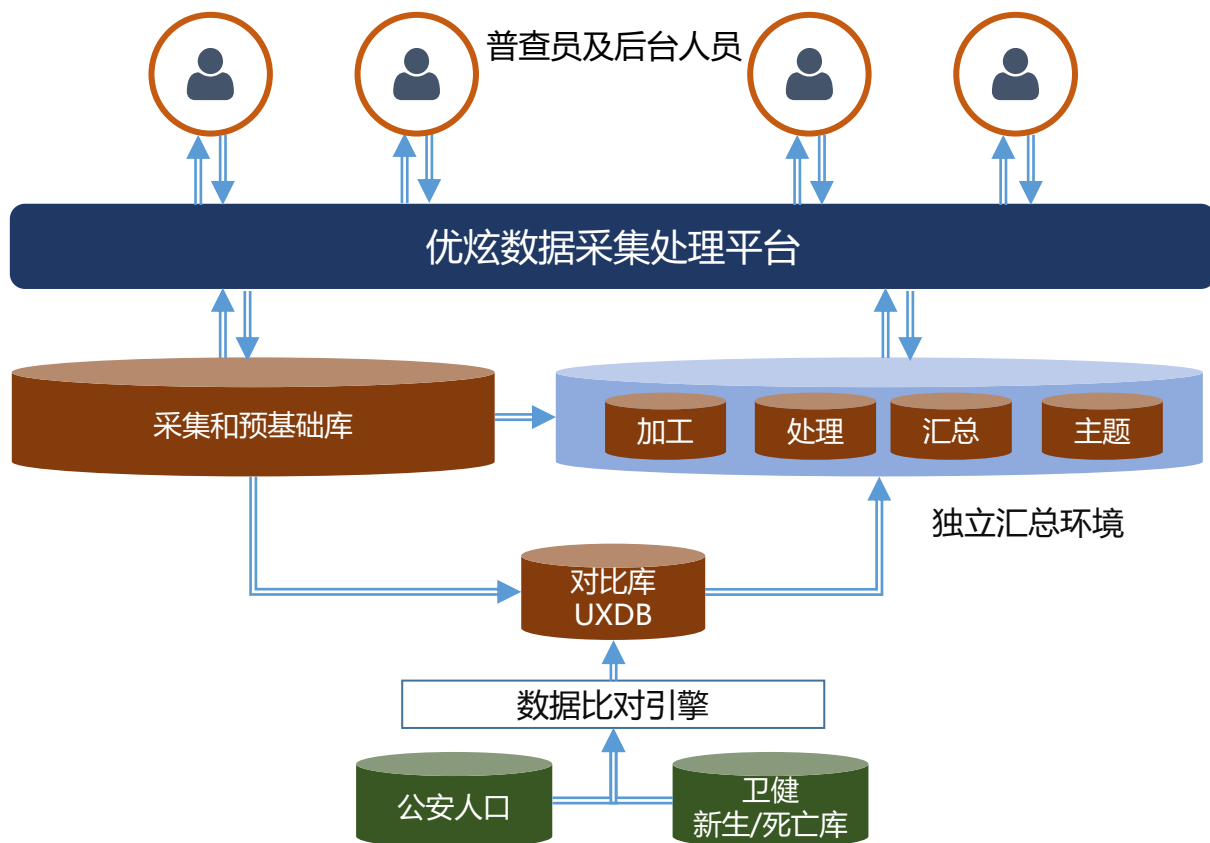 普查员及后台人员
优炫数据采集处理平台
采集和预基础库
加工
处理
汇总
主题
独立汇总环境
对比库
UXDB
数据比对引擎
公安人口
卫健
新生/死亡库